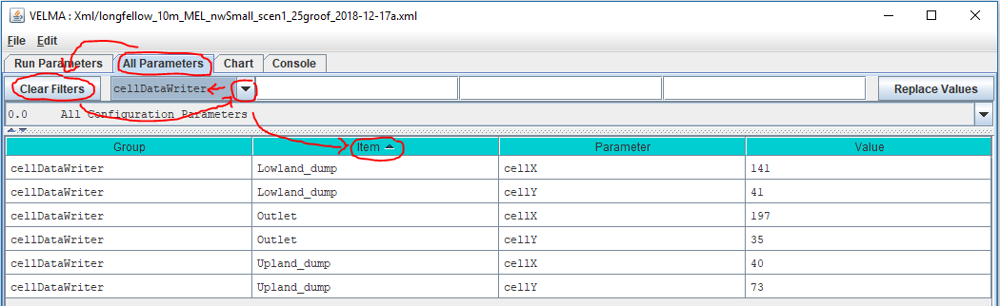 VELMA : Xml/longfellow_10m_MEL_nwSmall_scen1_25groof_2018-12-17a.xml
File Edit
Run Parameters All Parameters Chart Console
Clear Filters cellDataWriter Replace Values
0.0 All Configuration Parameters
Group Item Parameter Value
cellDataWriter Lowland_dump cellX 141
cellDataWriter Lowland_dump cellY 41
cellDataWriter Outlet cellX 197
cellDataWriter Outlet cellY 35
cellDataWriter Upland_dump cellX 40
cellDataWriter Upland_dump cellY 73